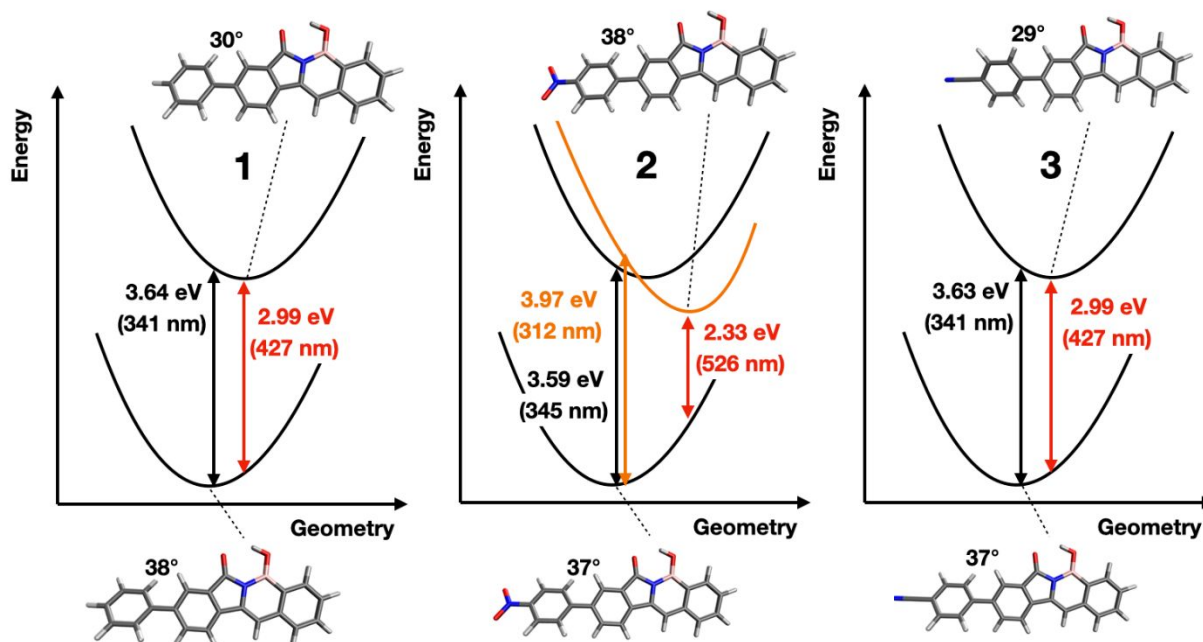 30°
Energy
1
3.64 eV
(341 nm)
2.99 eV
(427 nm)
Geometry
38°
38°
Energy
2
3.97 eV
(312 nm)
3.59 eV
(345 nm)
2.33 eV
(526 nm)
Geometry
37°
29°
Energy
3
3.63 eV
(341 nm)
2.99 eV
(427 nm)
Geometry
37°